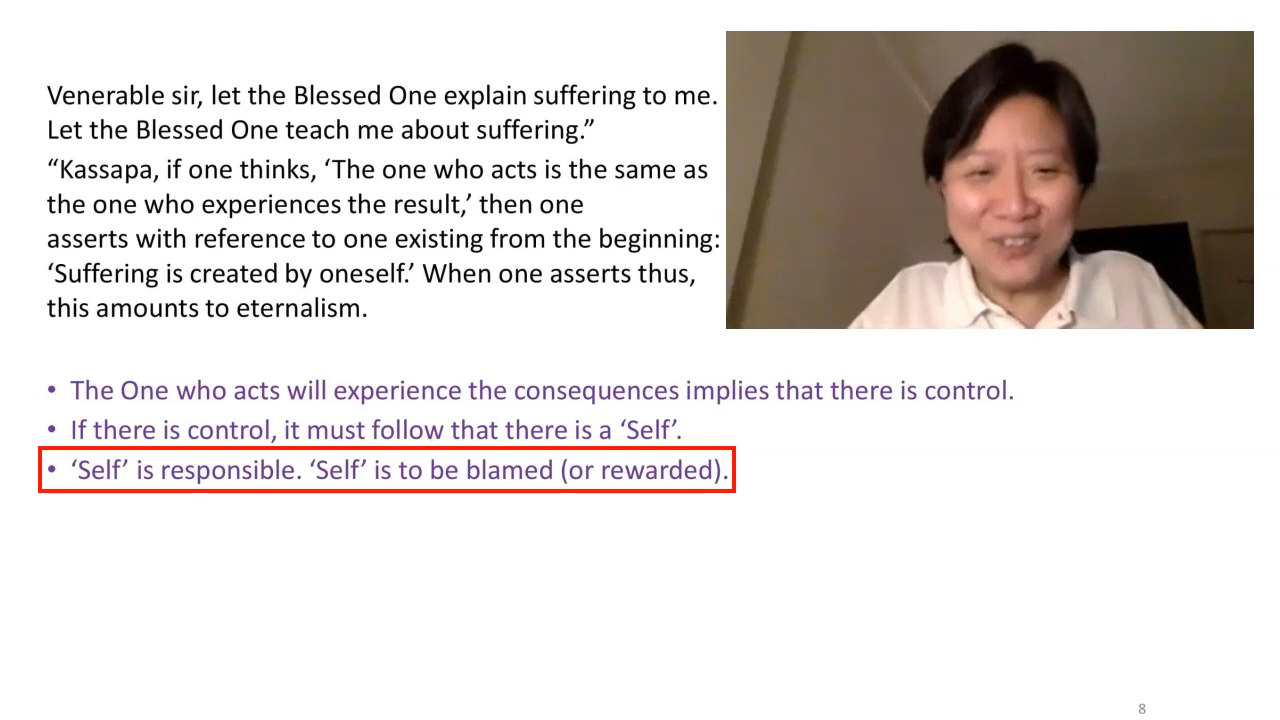 Venerable sir, let the Blessed One explain suffering to me.
Let the Blessed One teach me about suffering.”
“Kassapa, if one thinks, ‘The one who acts is the same as
the one who experiences the result,’ then one
asserts with reference to one existing from the beginning:
‘Suffering is created by oneself.’ When one asserts thus,
this amounts to eternalism.
• The One who acts will experience the consequences implies that there is control.
• If there is control, it must follow that there is a ‘Self’.
• ‘Self’ is responsible. ‘Self’ is to be blamed (or rewarded).
8